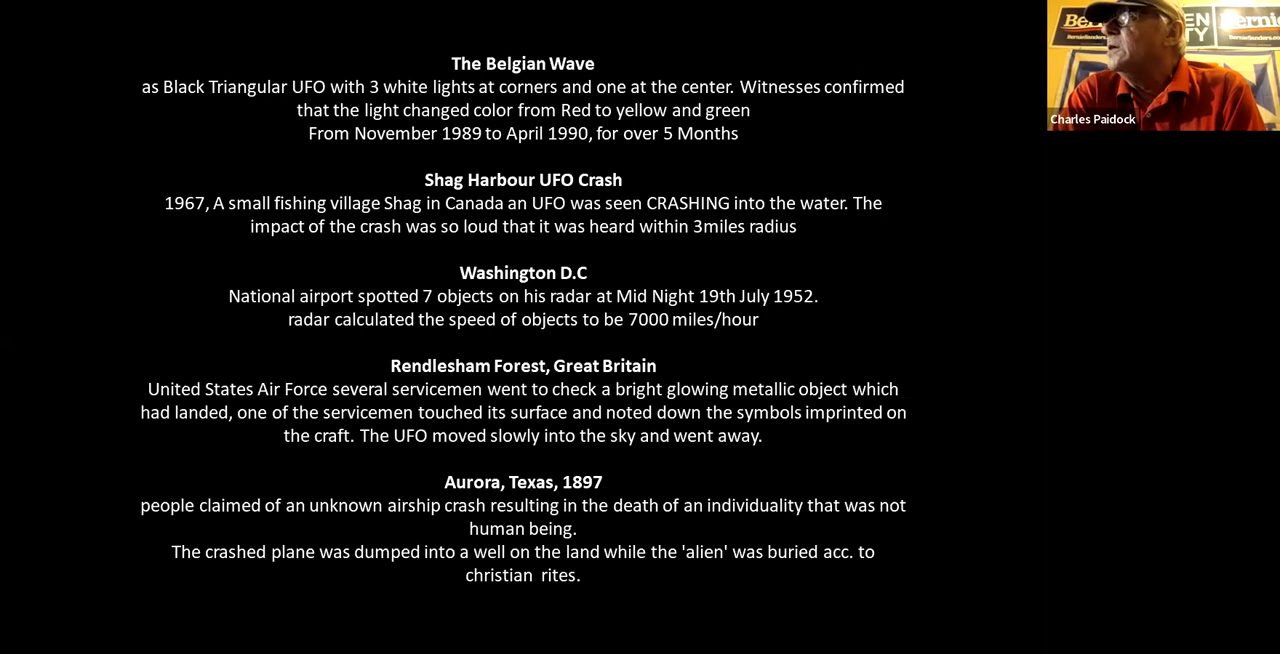 The Belgian Wave
as Black Triangular UFO with 3 white lights at corners and one at the center. Witnesses confirmed
that the light changed color from Red to yellow and green
From November 1989 to April 1990, for over 5 Months
Shag Harbour UFO Crash
1967, A small fishing village Shag in Canada an UFO was seen CRASHING into the water. The
impact of the crash was so loud that it was heard within 3miles radius
Washington D.C
National airport spotted 7 objects on his radar at Mid Night 19th July 1952.
radar calculated the speed of objects to be 7000 miles/hour
Rendlesham Forest, Great Britain
United States Air Force several servicemen went to check a bright glowing metallic object which
had landed, one of the servicemen touched its surface and noted down the symbols imprinted on
the craft. The UFO moved slowly into the sky and went away.
Aurora, Texas, 1897
people claimed of an unknown airship crash resulting in the death of an individuality that was not
human being.
The crashed plane was dumped into a well on the land while the 'alien' was buried acc. to
christian rites.
Bernie
Charles Paidock